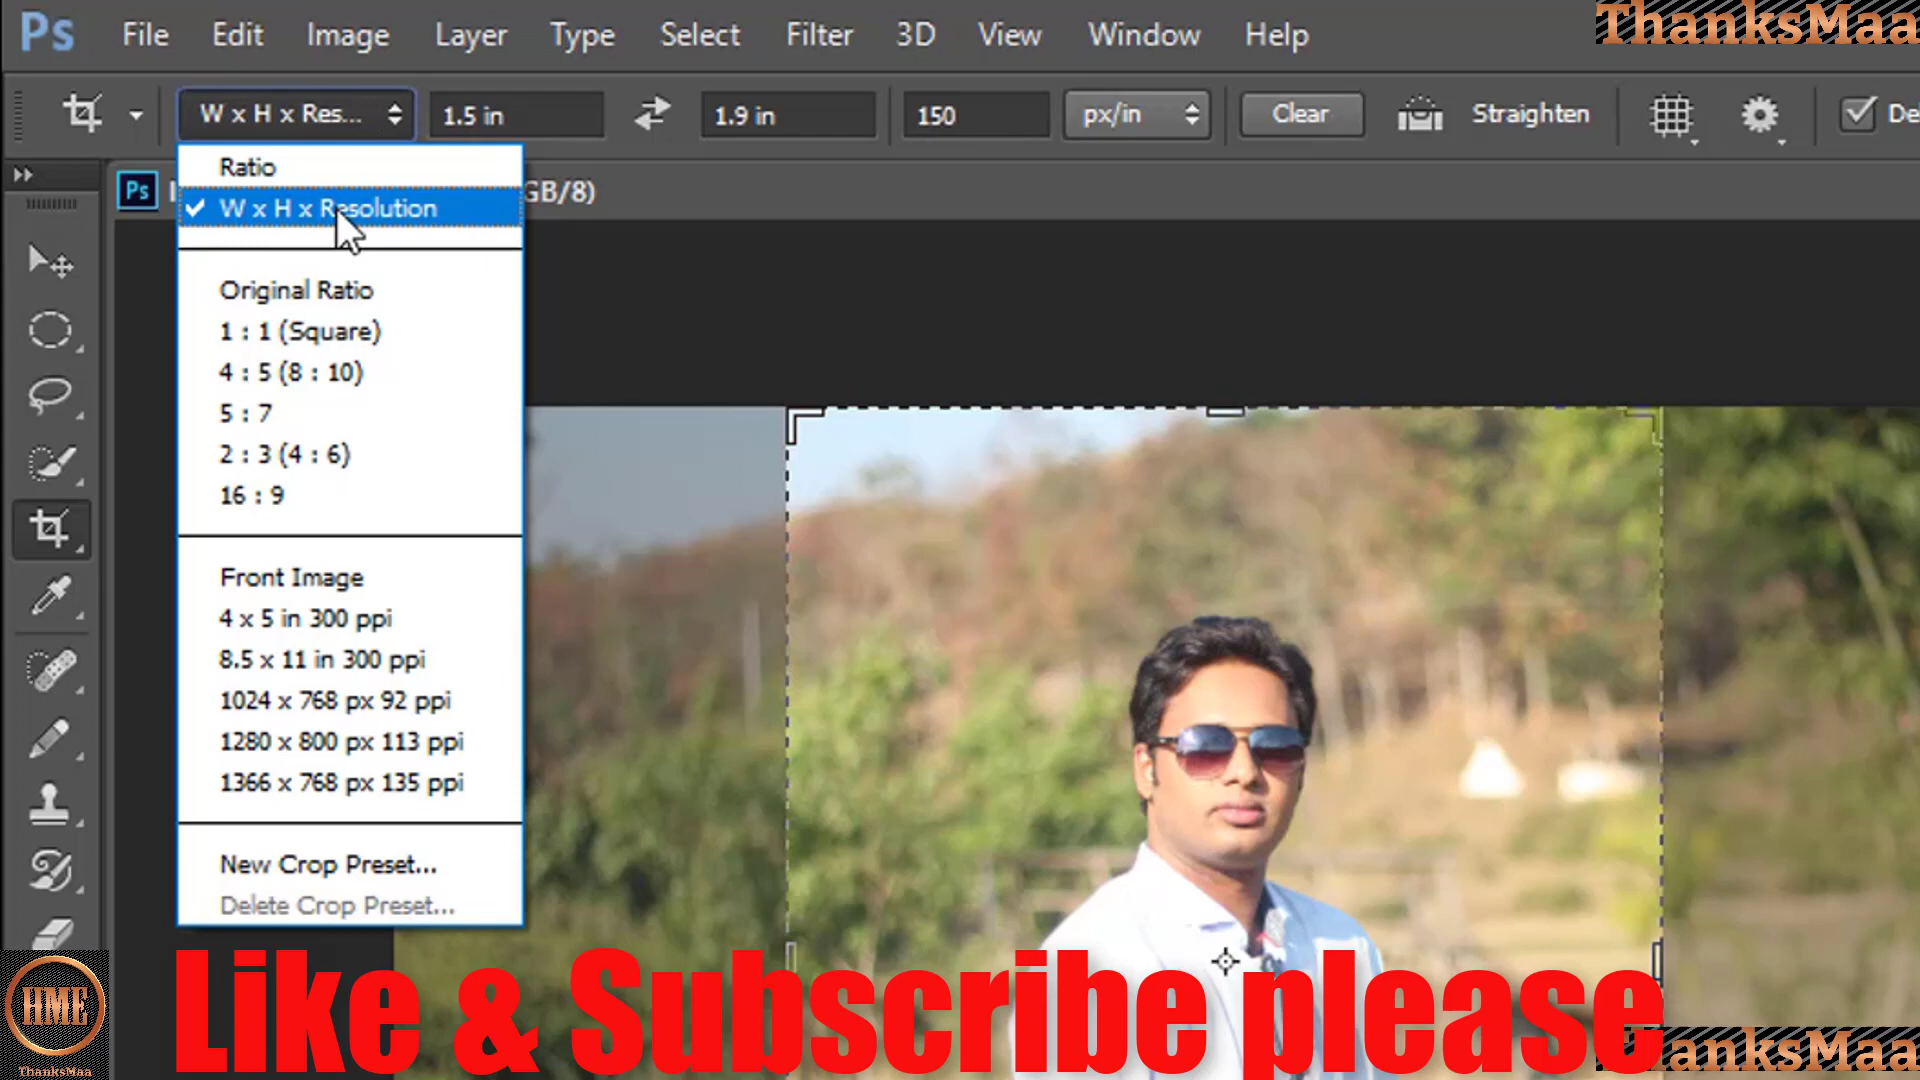 Ps File Edit Image Layer Type Select Filter 3D View Window Help
ThanksMaa
W x H x Res... 1.5 in 1.9 in 150 px/in Clear Straighten De
Ps GB/8)
Ratio
W x H x Resolution
Original Ratio
1 : 1 (Square)
4 : 5 (8 : 10)
5 : 7
2 : 3 (4 : 6)
16 : 9
Front Image
4 x 5 in 300 ppi
8.5 x 11 in 300 ppi
1024 x 768 px 92 ppi
1280 x 800 px 113 ppi
1366 x 768 px 135 ppi
New Crop Preset...
Delete Crop Preset...
Like & Subscribe please
HME
ThanksMaa
ThanksMaa